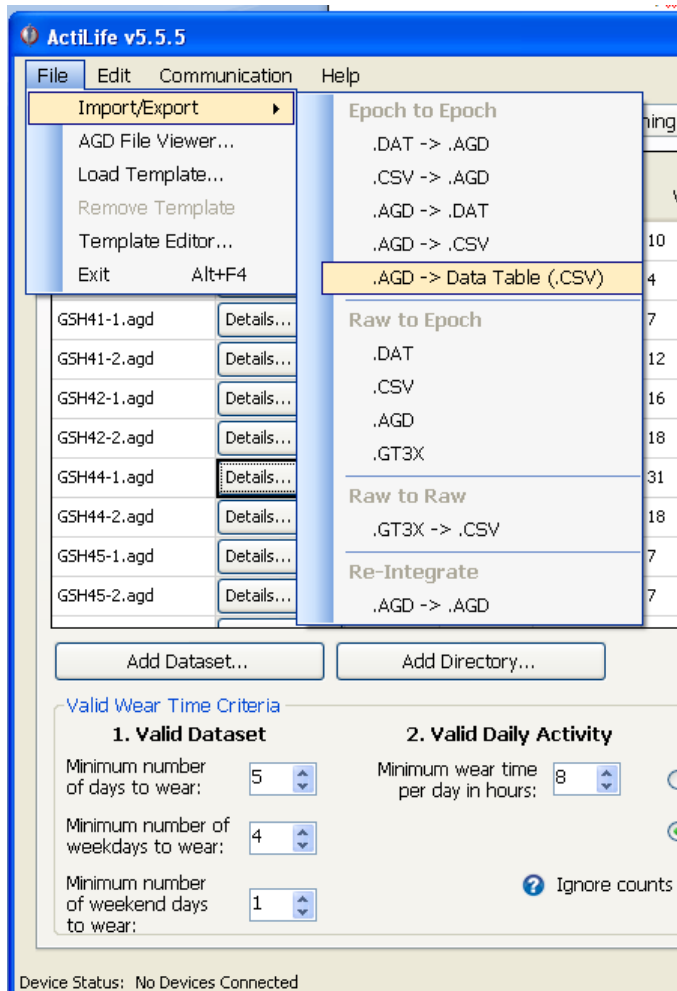 ActiLife v5.5.5
File Edit Communication Help
Import/Export
AGD File Viewer...
Load Template...
Remove Template
Template Editor...
Exit Alt+F4
Epoch to Epoch
.DAT -> .AGD
.CSV -> .AGD
.AGD -> .DAT
.AGD -> .CSV
.AGD -> Data Table (.CSV)
Raw to Epoch
.DAT
.CSV
.AGD
.GT3X
Raw to Raw
.GT3X -> .CSV
Re-Integrate
.AGD -> .AGD
10
4
GSH41-1.agd Details... 7
GSH41-2.agd Details... 12
GSH42-1.agd Details... 16
GSH42-2.agd Details... 18
GSH44-1.agd Details... 31
GSH44-2.agd Details... 18
GSH45-1.agd Details... 7
GSH45-2.agd Details... 7
Add Dataset... Add Directory...
Valid Wear Time Criteria
1. Valid Dataset
Minimum number
of days to wear: 5
Minimum number of
weekdays to wear: 4
Minimum number
of weekend days
to wear: 1
2. Valid Daily Activity
Minimum wear time
per day in hours: 8
Ignore counts
Device Status: No Devices Connected